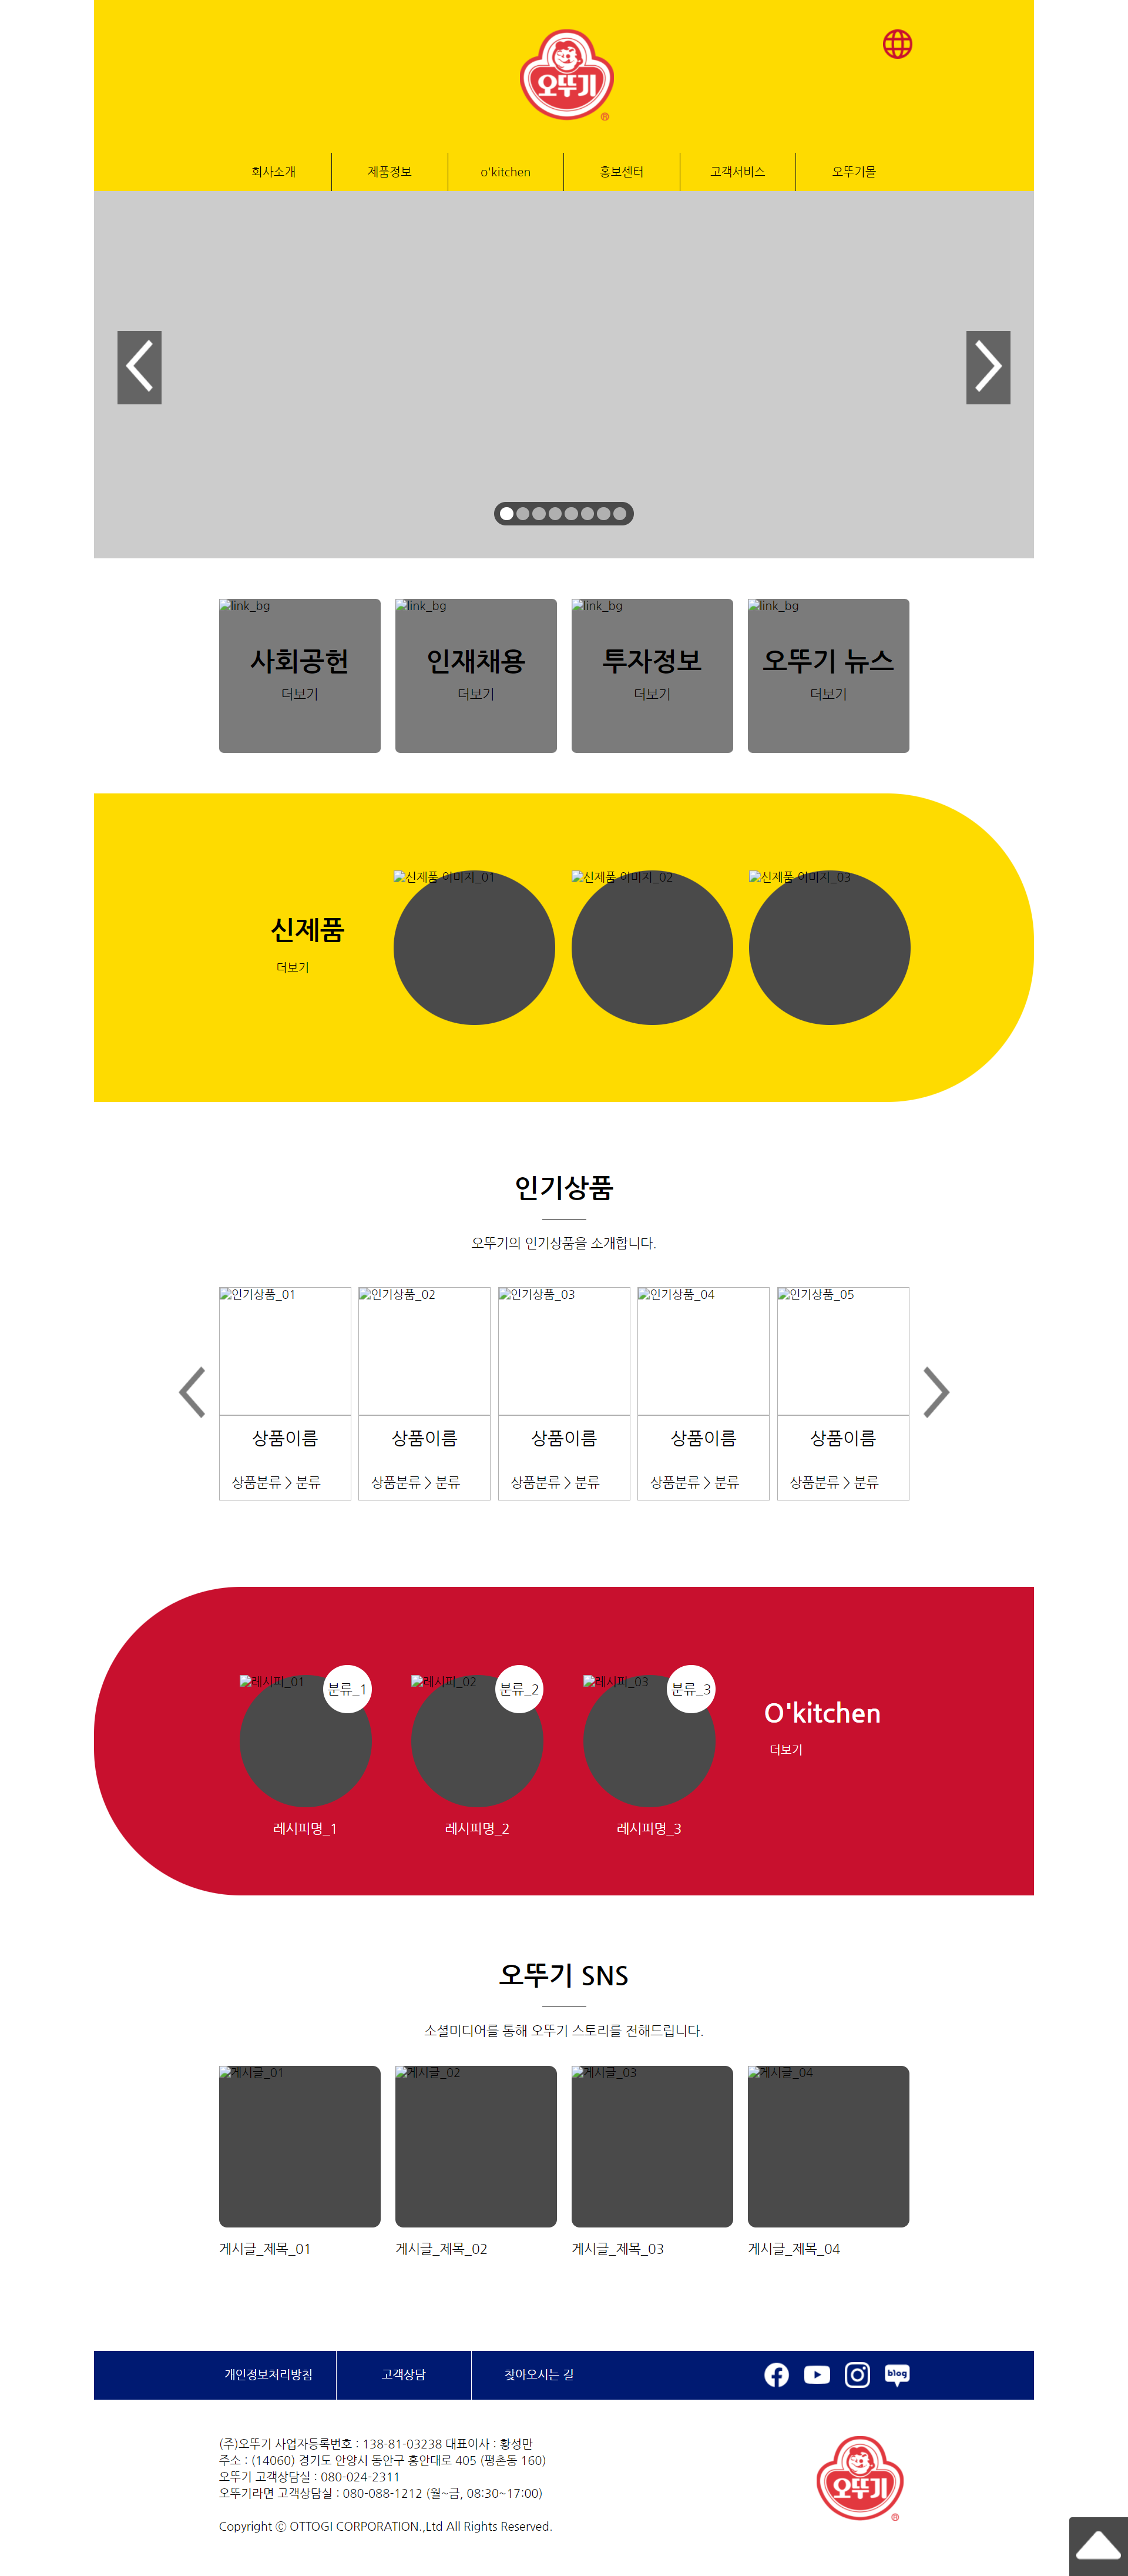 오뚜기
®
회사소개
제품정보
o'kitchen
홍보센터
고객서비스
오뚜기몰
link_bg
link_bg
link_bg
link_bg
사회공헌
더보기
인재채용
더보기
투자정보
더보기
오뚜기 뉴스
더보기
신제품
더보기
신제품 이미지_01
신제품 이미지_02
신제품 이미지_03
인기상품
오뚜기의 인기상품을 소개합니다.
인기상품_01
인기상품_02
인기상품_03
인기상품_04
인기상품_05
상품이름
상품이름
상품이름
상품이름
상품이름
상품분류 > 분류
상품분류 > 분류
상품분류 > 분류
상품분류 > 분류
상품분류 > 분류
레시피_01
분류_1
레시피_02
분류_2
레시피_03
분류_3
레시피명_1
레시피명_2
레시피명_3
O'kitchen
더보기
오뚜기 SNS
소셜미디어를 통해 오뚜기 스토리를 전해드립니다.
게시글_01
게시글_02
게시글_03
게시글_04
게시글_제목_01
게시글_제목_02
게시글_제목_03
게시글_제목_04
개인정보처리방침
고객상담
찾아오시는 길
blog
(주)오뚜기 사업자등록번호 : 138-81-03238 대표이사 : 황성만
주소 : (14060) 경기도 안양시 동안구 흥안대로 405 (평촌동 160)
오뚜기 고객상담실 : 080-024-2311
오뚜기라면 고객상담실 : 080-088-1212 (월~금, 08:30~17:00)
Copyright ⓒ OTTOGI CORPORATION.,Ltd All Rights Reserved.
오뚜기
®